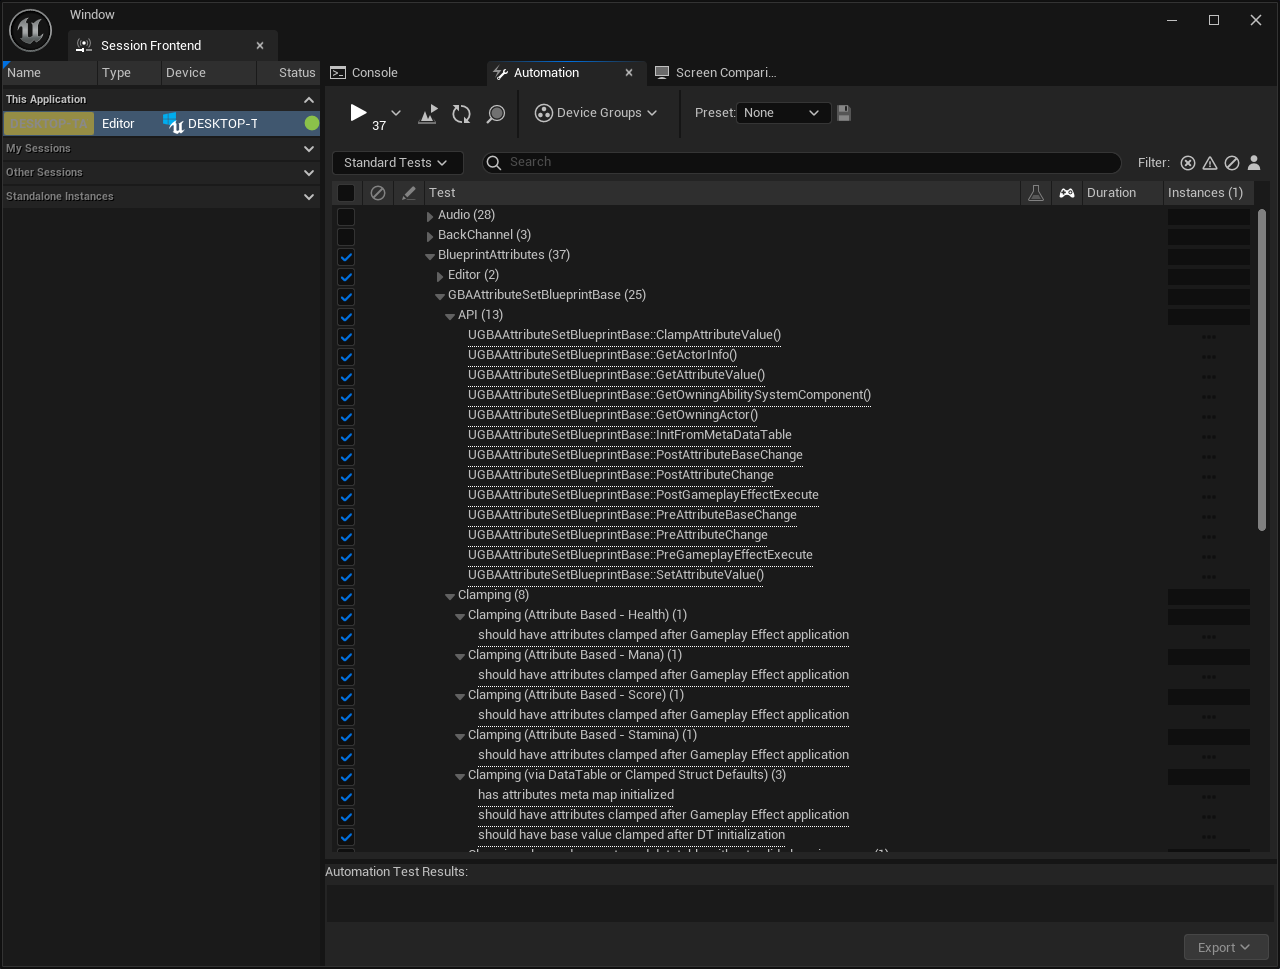 Window
Session Frontend
Name Type Device Status
This Application
Editor DESKTOP-T
My Sessions
Other Sessions
Standalone Instances
Console Automation Screen Compari...
37 Device Groups Preset: None
Standard Tests Search Filter:
Test Duration Instances (1)
Audio (28)
BackChannel (3)
BlueprintAttributes (37)
Editor (2)
GBAAttributeSetBlueprintBase (25)
API (13)
UGBAAttributeSetBlueprintBase::ClampAttributeValue()
UGBAAttributeSetBlueprintBase::GetActorInfo()
UGBAAttributeSetBlueprintBase::GetAttributeValue()
UGBAAttributeSetBlueprintBase::GetOwningAbilitySystemComponent()
UGBAAttributeSetBlueprintBase::GetOwningActor()
UGBAAttributeSetBlueprintBase::InitFromMetaDataTable
UGBAAttributeSetBlueprintBase::PostAttributeBaseChange
UGBAAttributeSetBlueprintBase::PostAttributeChange
UGBAAttributeSetBlueprintBase::PostGameplayEffectExecute
UGBAAttributeSetBlueprintBase::PreAttributeBaseChange
UGBAAttributeSetBlueprintBase::PreAttributeChange
UGBAAttributeSetBlueprintBase::PreGameplayEffectExecute
UGBAAttributeSetBlueprintBase::SetAttributeValue()
Clamping (8)
Clamping (Attribute Based - Health) (1)
should have attributes clamped after Gameplay Effect application
Clamping (Attribute Based - Mana) (1)
should have attributes clamped after Gameplay Effect application
Clamping (Attribute Based - Score) (1)
should have attributes clamped after Gameplay Effect application
Clamping (Attribute Based - Stamina) (1)
should have attributes clamped after Gameplay Effect application
Clamping (via DataTable or Clamped Struct Defaults) (3)
has attributes meta map initialized
should have attributes clamped after Gameplay Effect application
should have base value clamped after DT initialization
Automation Test Results:
Export